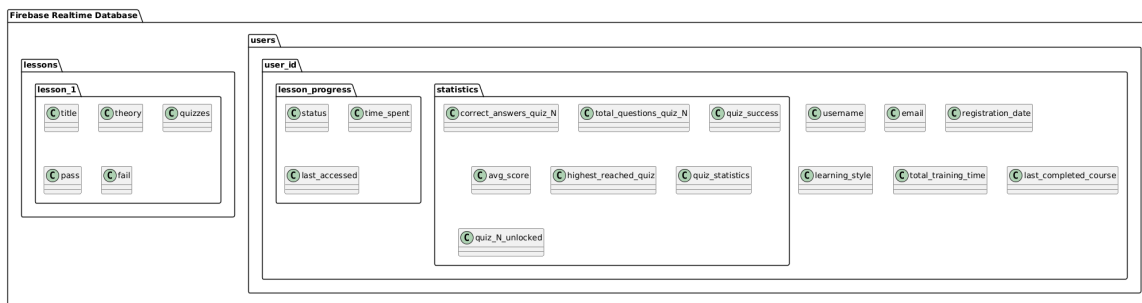 Firebase Realtime Database
users
lessons
user_id
lesson_1
lesson_progress
statistics
C title
C theory
C quizzes
C status
C time_spent
C correct_answers_quiz_N
C total_questions_quiz_N
C quiz_success
C username
C email
C registration_date
C pass
C fail
C last_accessed
C avg_score
C highest_reached_quiz
C quiz_statistics
C learning_style
C total_training_time
C last_completed_course
C quiz_N_unlocked